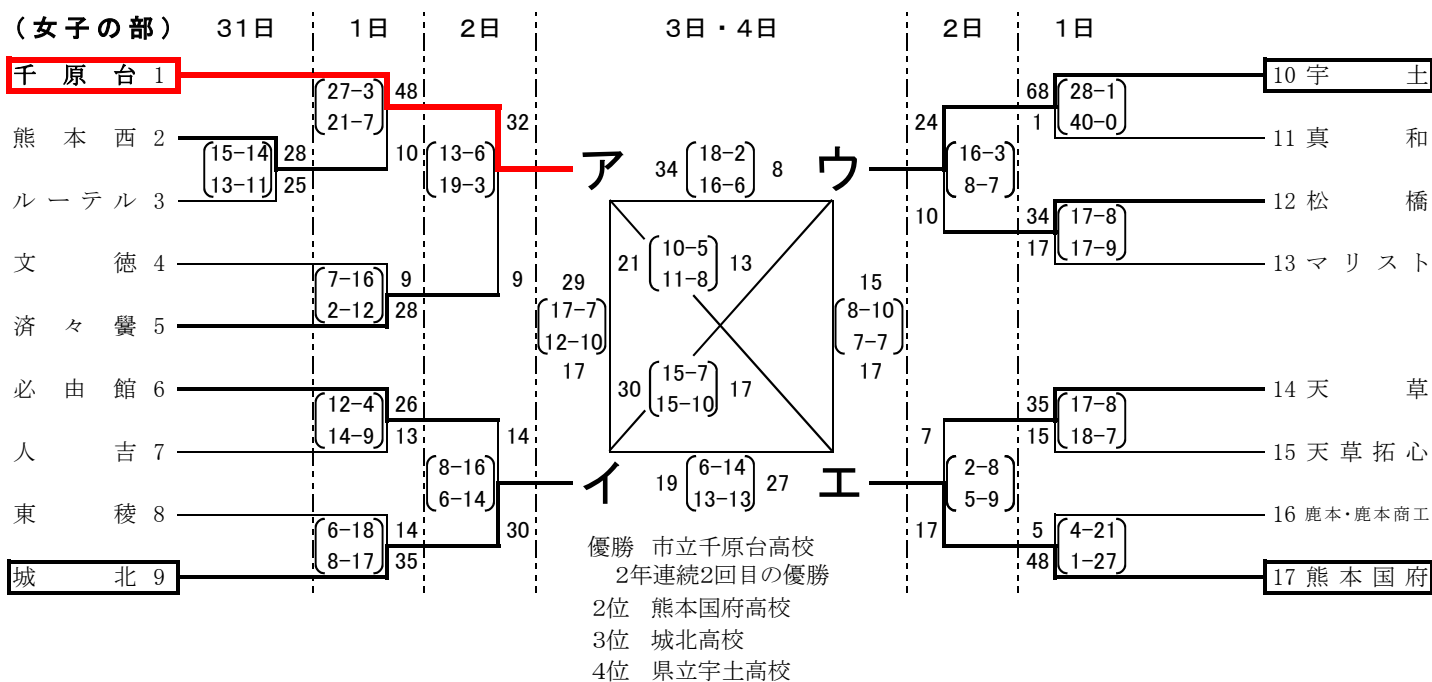 (女子の部) 31日 1日 2日 3日・4日 2日 1日
千原台 1 27-3 48 68 28-1 10 宇土
21-7 32 24 1 40-0
熊本西 2 15-14 28 10 13-6 ア 34 18-2 8 ウ 16-3 11 真和
13-11 25 19-3 16-6 8-7
ルーテル 3 10 34 17-8 12 松橋
21 10-5 13 17 17-9
文徳 4 7-16 9 9 11-8 13 マリスト
2-12 28 29 15
済々黌 5 17-7 8-10
12-10 7-7
17 17
必由館 6 12-4 26 30 15-7 17 35 17-8 14 天草
14-9 13 14 15-10 7 15 18-7
人吉 7 8-16 2-8 15 天草拓心
6-14 イ 19 6-14 27 エ 5-9
13-13
東稜 8 6-18 14 30 17 5 4-21 16 鹿本・鹿本商工
8-17 35 48 1-27
城北 9 17 熊本国府
優勝 市立千原台高校
2年連続2回目の優勝
2位 熊本国府高校
3位 城北高校
4位 県立宇土高校